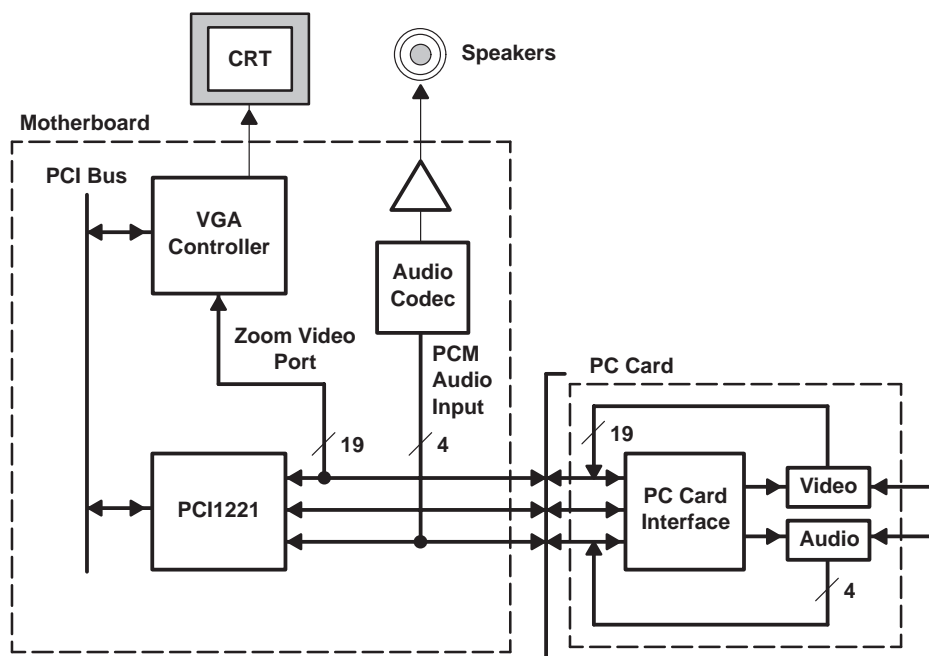 CRT
Speakers
Motherboard
PCI Bus
VGA
Controller
Audio
Codec
Zoom Video
Port
PCM
Audio
Input
PC Card
19
4
19
PCI1221
PC Card
Interface
Video
Audio
4